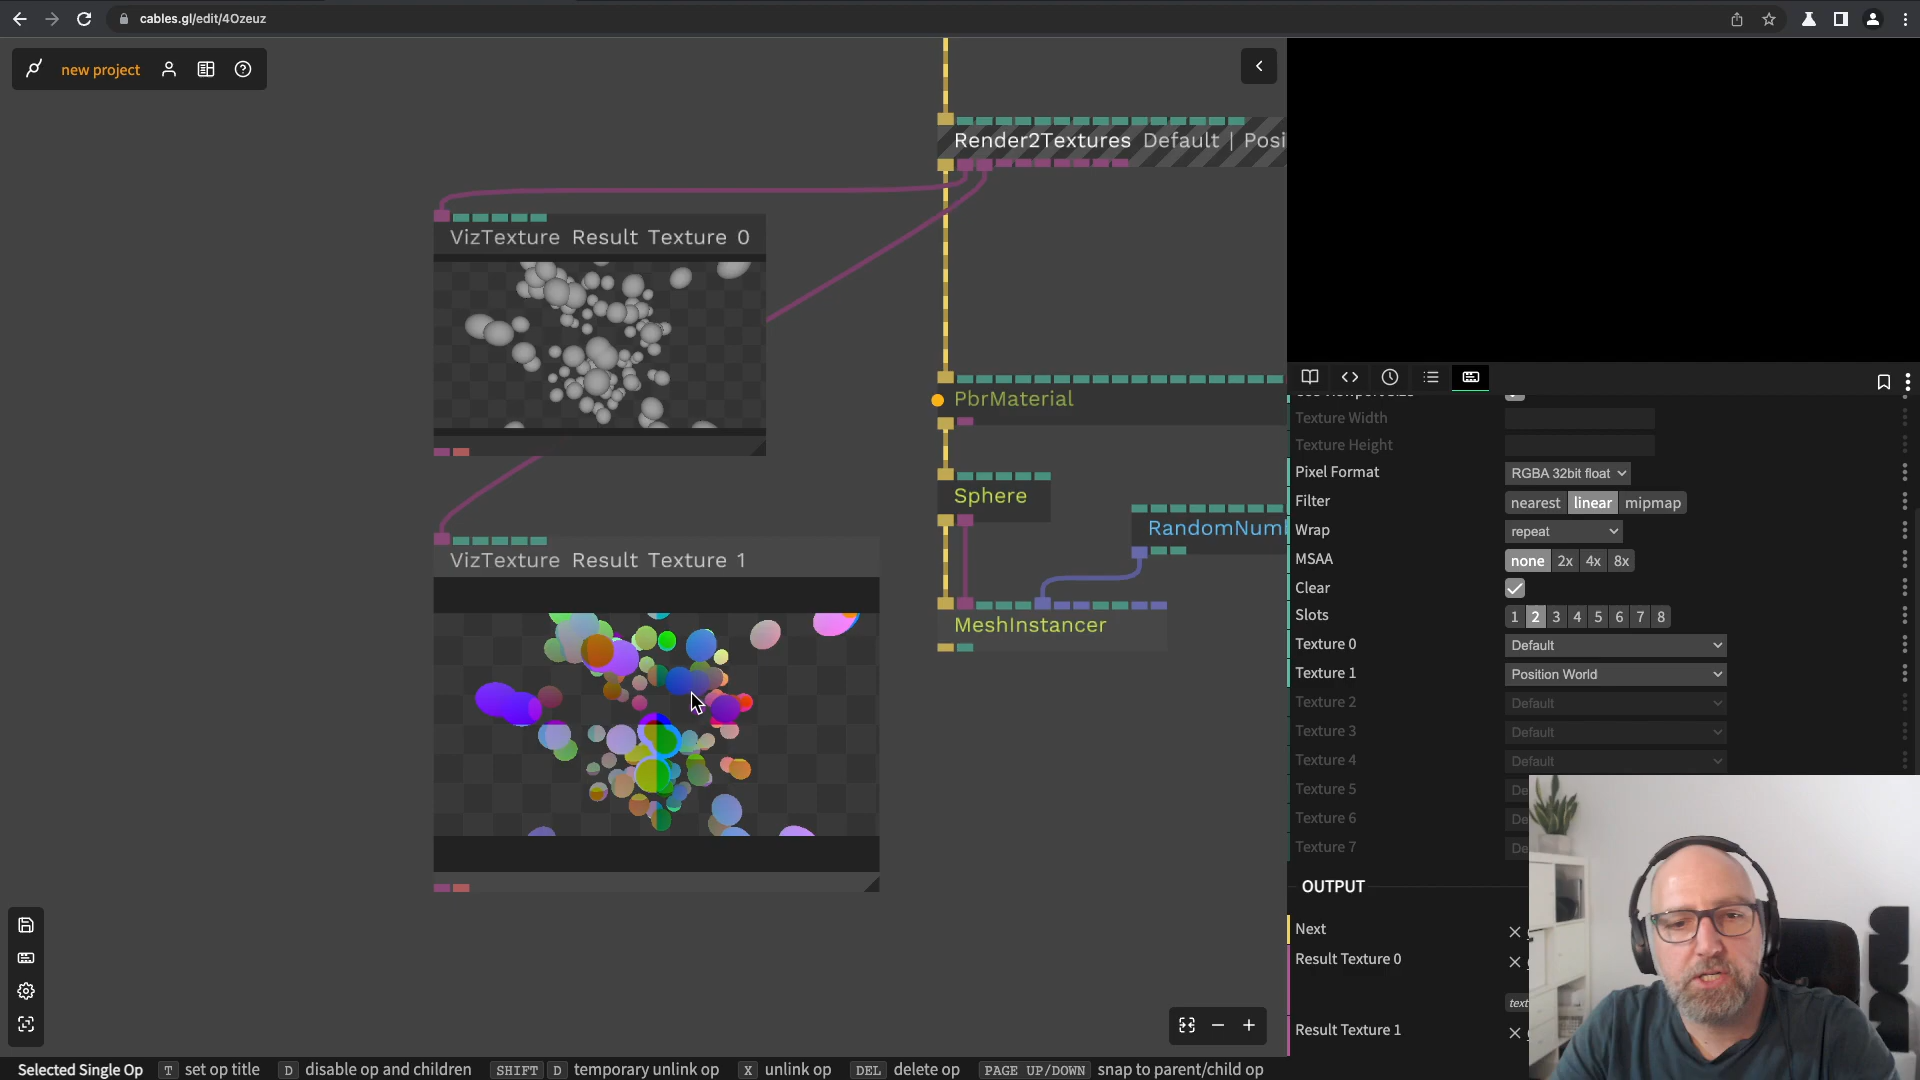 cables.gl/edit/4Ozeuz
new project
Render2Textures Default | Posi
VizTexture Result Texture 0
PbrMaterial
Sphere
RandomNum
MeshInstancer
VizTexture Result Texture 1
Texture Width
Texture Height
Pixel Format RGBA 32bit float
Filter nearest linear mipmap
Wrap repeat
MSAA none 2x 4x 8x
Clear
Slots 1 2 3 4 5 6 7 8
Texture 0 Default
Texture 1 Position World
Texture 2 Default
Texture 3 Default
Texture 4 Default
Texture 5 De
Texture 6 De
Texture 7 De
OUTPUT
Next
Result Texture 0
text
Result Texture 1
Selected Single Op T set op title D disable op and children SHIFT D temporary unlink op X unlink op DEL delete op PAGE UP/DOWN snap to parent/child op